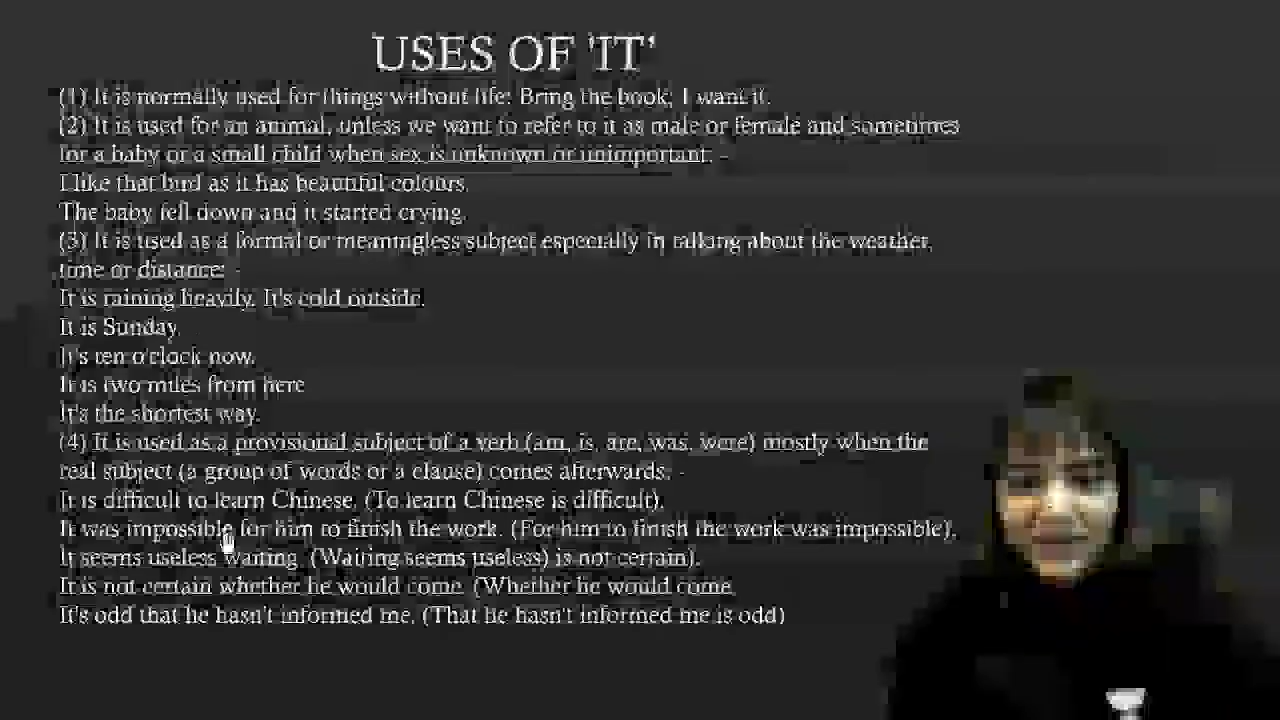 USES OF 'IT'
(1) It is normally used for things without life: Bring the book; I want it.
(2) It is used for an animal, unless we want to refer to it as male or female and sometimes
for a baby or a small child when sex is unknown or unimportant: -
I like that bird as it has beautiful colours.
The baby fell down and it started crying.
(3) It is used as a formal or meaningless subject especially in talking about the weather,
time or distance: -
It is raining heavily. It's cold outside.
It is Sunday.
It's ten o'clock now.
It is two miles from here
It's the shortest way.
(4) It is used as a provisional subject of a verb (am, is, are, was, were) mostly when the
real subject (a group of words or a clause) comes afterwards: -
It is difficult to learn Chinese. (To learn Chinese is difficult).
It was impossible for him to finish the work. (For him to finish the work was impossible).
It seems useless waiting. (Waiting seems useless) is not certain).
It is not certain whether he would come. (Whether he would come.
It's odd that he hasn't informed me. (That he hasn't informed me is odd)